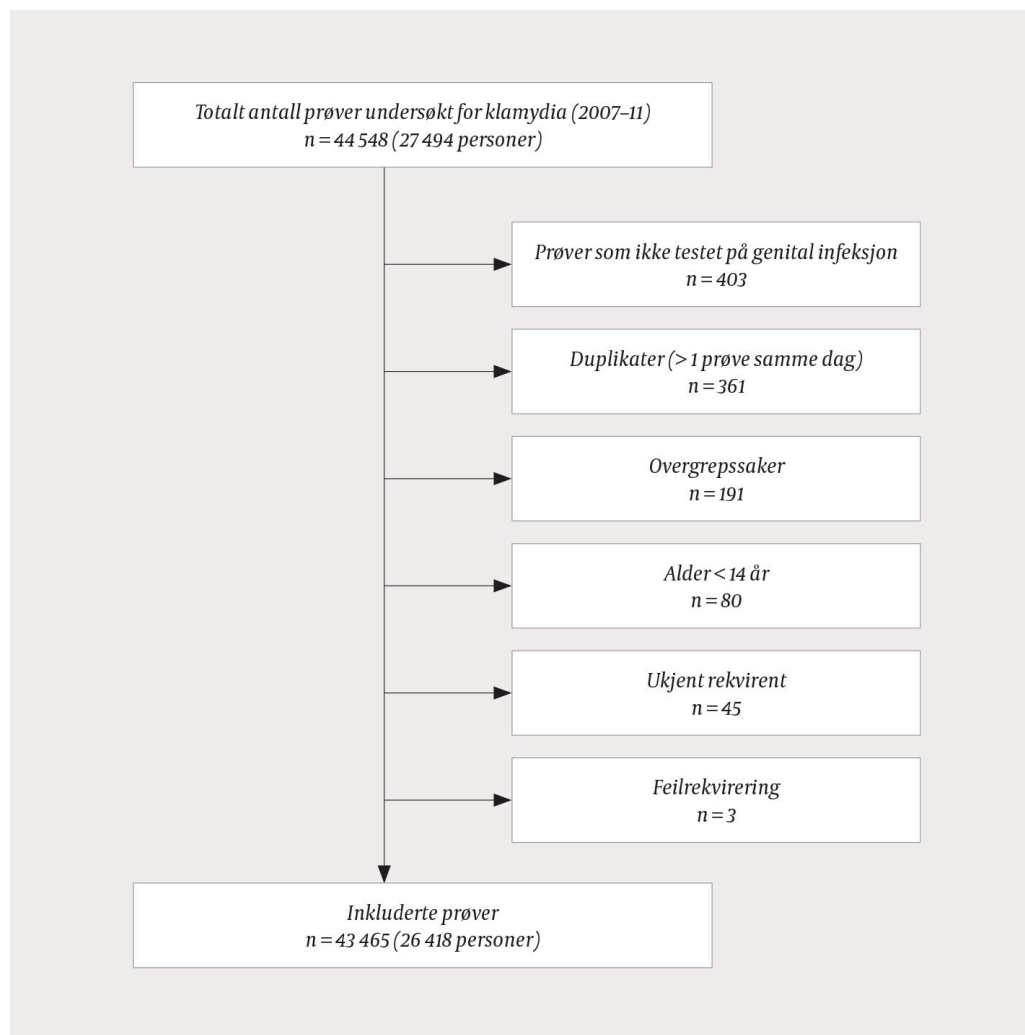 Totalt antall prøver undersøkt for klamydia (2007–11)
n = 44 548 (27 494 personer)
Prøver som ikke testet på genital infeksjon
n = 403
Duplikater (> 1 prøve samme dag)
n = 361
Overgrepssaker
n = 191
Alder < 14 år
n = 80
Ukjent rekvirent
n = 45
Feilrekvirering
n = 3
Inkluderte prøver
n = 43 465 (26 418 personer)